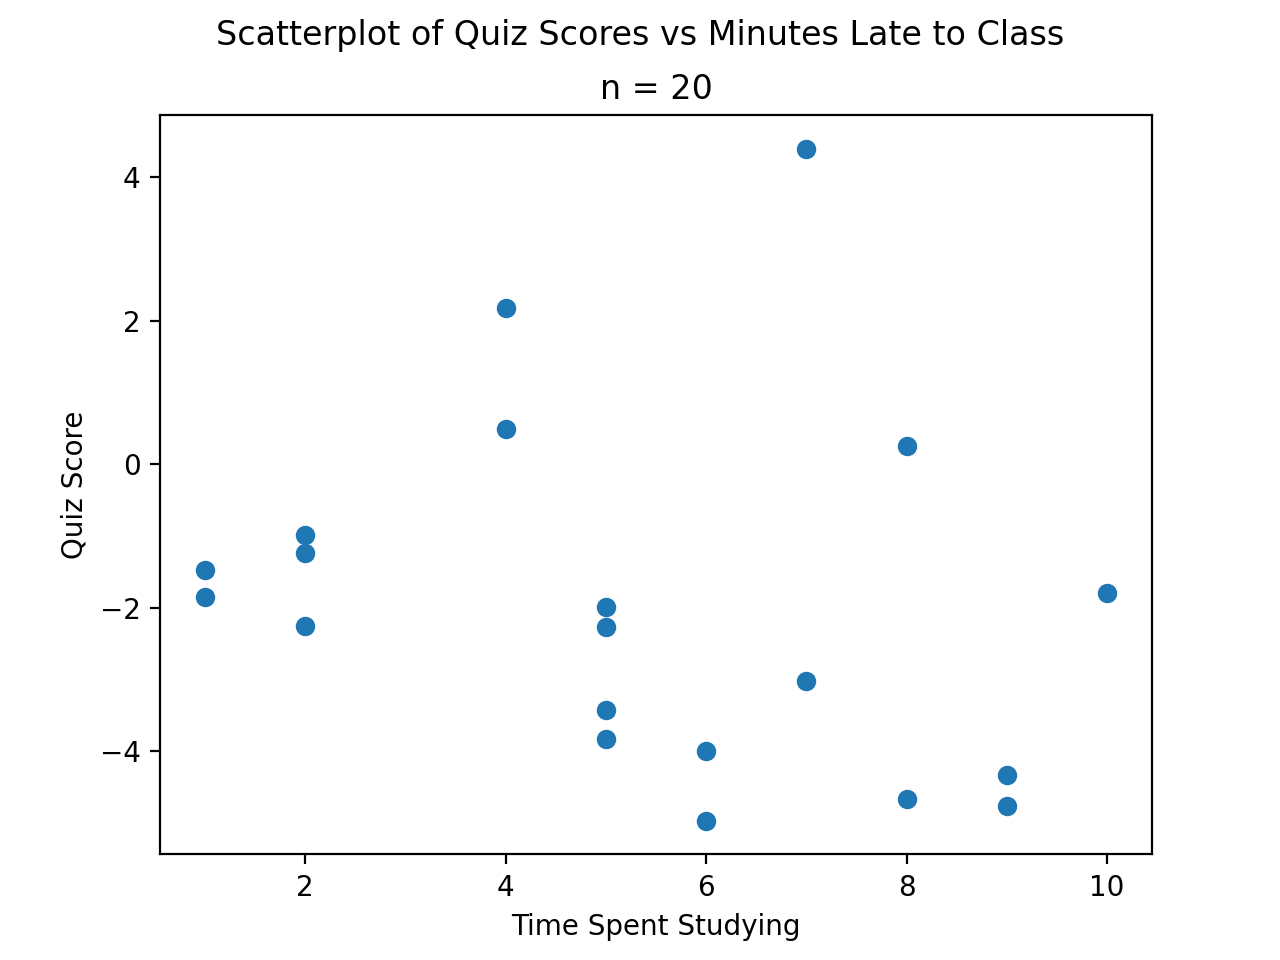 Scatterplot of Quiz Scores vs Minutes Late to Class
n = 20
4
2
0
−2
−4
Quiz Score
2 4 6 8 10
Time Spent Studying